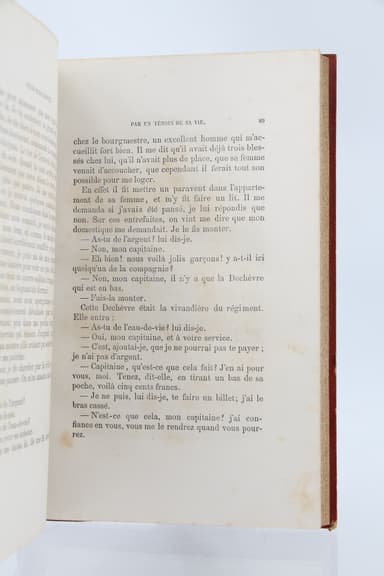 PAR UN TÉMOIN DE SA VIE. 89
chez le bourgmestre, un excellent homme qui m'ac-
cueillit fort bien. Il me dit qu'il avait déjà trois bles-
sés chez lui, qu'il n'avait plus de place, que sa femme
venait d'accoucher, que cependant il ferait tout son
possible pour me loger.
En effet il fit mettre un paravent dans l'apparte-
ment de sa femme, et m'y fit faire un lit. Il me
demanda si j'avais été pansé, je lui répondis que
non. Sur ces entrefaites, on vint me dire que mon
domestique me demandait. Je le fis monter.
— As-tu de l'argent? lui dis-je.
— Non, mon capitaine.
— Eh bien! nous voilà jolis garçons! y a-t-il ici
quelqu'un de la compagnie?
— Non, mon capitaine, il n'y a que la Dechèvre
qui est en bas.
— Fais-la monter.
Cette Dechèvre était la vivandière du régiment.
Elle entre :
— As-tu de l'eau-de-vie? lui dis-je.
— Oui, mon capitaine, et à votre service.
— C'est, ajoutai-je, que je ne pourrai pas te payer;
je n'ai pas d'argent.
— Capitaine, qu'est-ce que cela fait? J'en ai pour
vous, moi. Tenez, dit-elle, en tirant un bas de sa
poche, voilà cinq cents francs.
— Je ne puis, lui dis-je, te faire un billet; j'ai le
bras cassé.
— N'est-ce que cela, mon capitaine? j'ai con-
fiance en vous, vous me le rendrez quand vous pour-
rez.